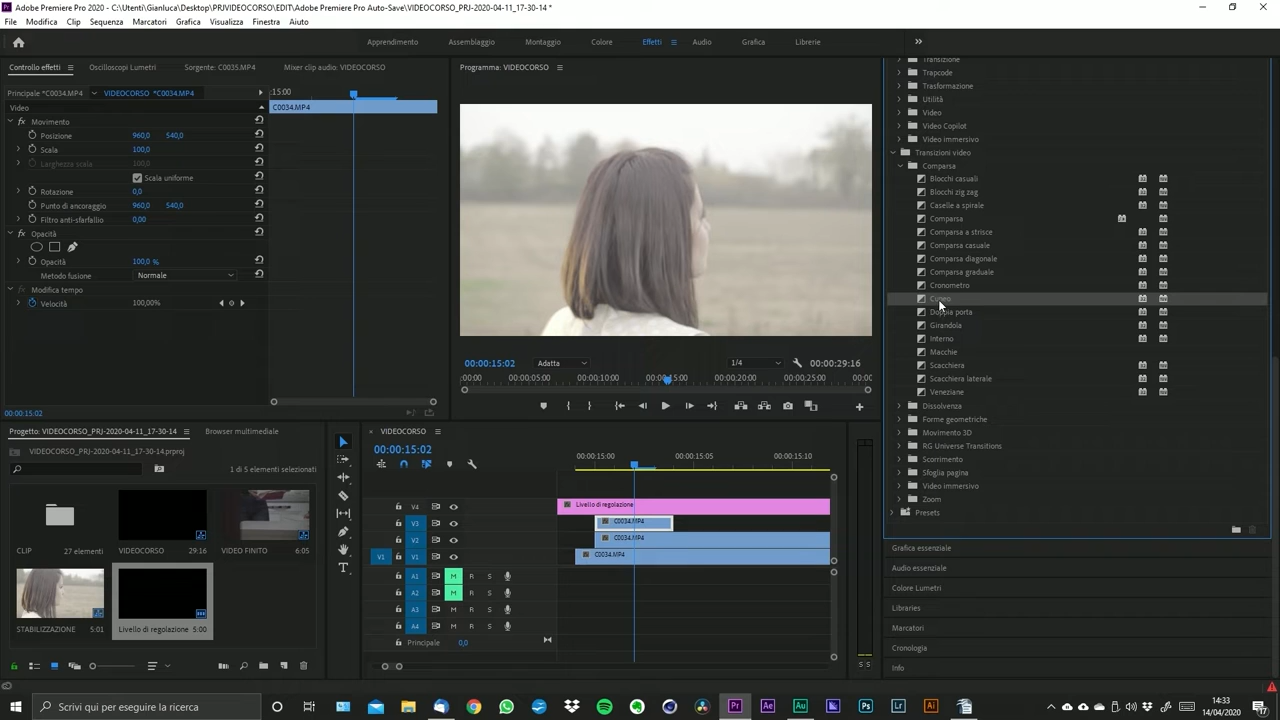 Adobe Premiere Pro 2020 - C:\Utenti\Gianluca\Desktop\PRJVIDEOCORSO\EDIT\Adobe Premiere Pro Auto-Save\VIDEOCORSO_PRJ-2020-04-11_17-30-14 *
File Modifica Clip Sequenza Marcatori Grafica Visualizza Finestra Aiuto
Apprendimento Assemblaggio Montaggio Colore Effetti Audio Grafica Librerie
Controllo effetti Oscilloscopi Lumetri Sorgente: C0035.MP4 Mixer clip audio: VIDEOCORSO
Principale *C0034.MP4 VIDEOCORSO *C0034.MP4 :15:00
Video C0034.MP4
fx Movimento
Posizione 960,0 540,0
Scala 100,0
Larghezza scala 100,0
Scala uniforme
Rotazione 0,0
Punto di ancoraggio 960,0 540,0
Filtro anti-sfarfallio 0,00
fx Opacità
Opacità 100,0 %
Metodo fusione Normale
Modifica tempo
Velocità 100,00%
00:00:15:02
Programma: VIDEOCORSO
00:00:15:02 Adatta 1/4 00:00:29:16
:00:00 00:00:05:00 00:00:10:00 00:00:15:00 00:00:20:00 00:00:25:00
Transizione
Trapcode
Trasformazione
Utilità
Video
Video Copilot
Video immersivo
Transizioni video
Comparsa
Blocchi casuali
Blocchi zig zag
Caselle a spirale
Comparsa
Comparsa a strisce
Comparsa casuale
Comparsa diagonale
Comparsa graduale
Cronometro
Cuneo
Doppia porta
Girandola
Interno
Macchie
Scacchiera
Scacchiera laterale
Veneziane
Dissolvenza
Forme geometriche
Movimento 3D
RG Universe Transitions
Scorrimento
Sfoglia pagina
Video immersivo
Zoom
Presets
Grafica essenziale
Audio essenziale
Colore Lumetri
Libraries
Marcatori
Cronologia
Info
Progetto: VIDEOCORSO_PRJ-2020-04-11_17-30-14 Browser multimediale
VIDEOCORSO_PRJ-2020-04-11_17-30-14.prproj
1 di 5 elementi selezionati
CLIP 27 elementi VIDEOCORSO 29:16 VIDEO FINITO 6:05
STABILIZZAZIONE 5:01 Livello di regolazione 5:00
VIDEOCORSO
00:00:15:02
00:00:15:00 00:00:15:05 00:00:15:10
V4 Livello di regolazione
V3 C0034.MP4
V2 C0034.MP4
V1 V1 C0034.MP4
A1 M R S
A2 M R S
A3 M R S
A4 M R S
Principale 0,0
S S
Scrivi qui per eseguire la ricerca
Pr Ae Au Ps Lr Ai
14:33
14/04/2020
17